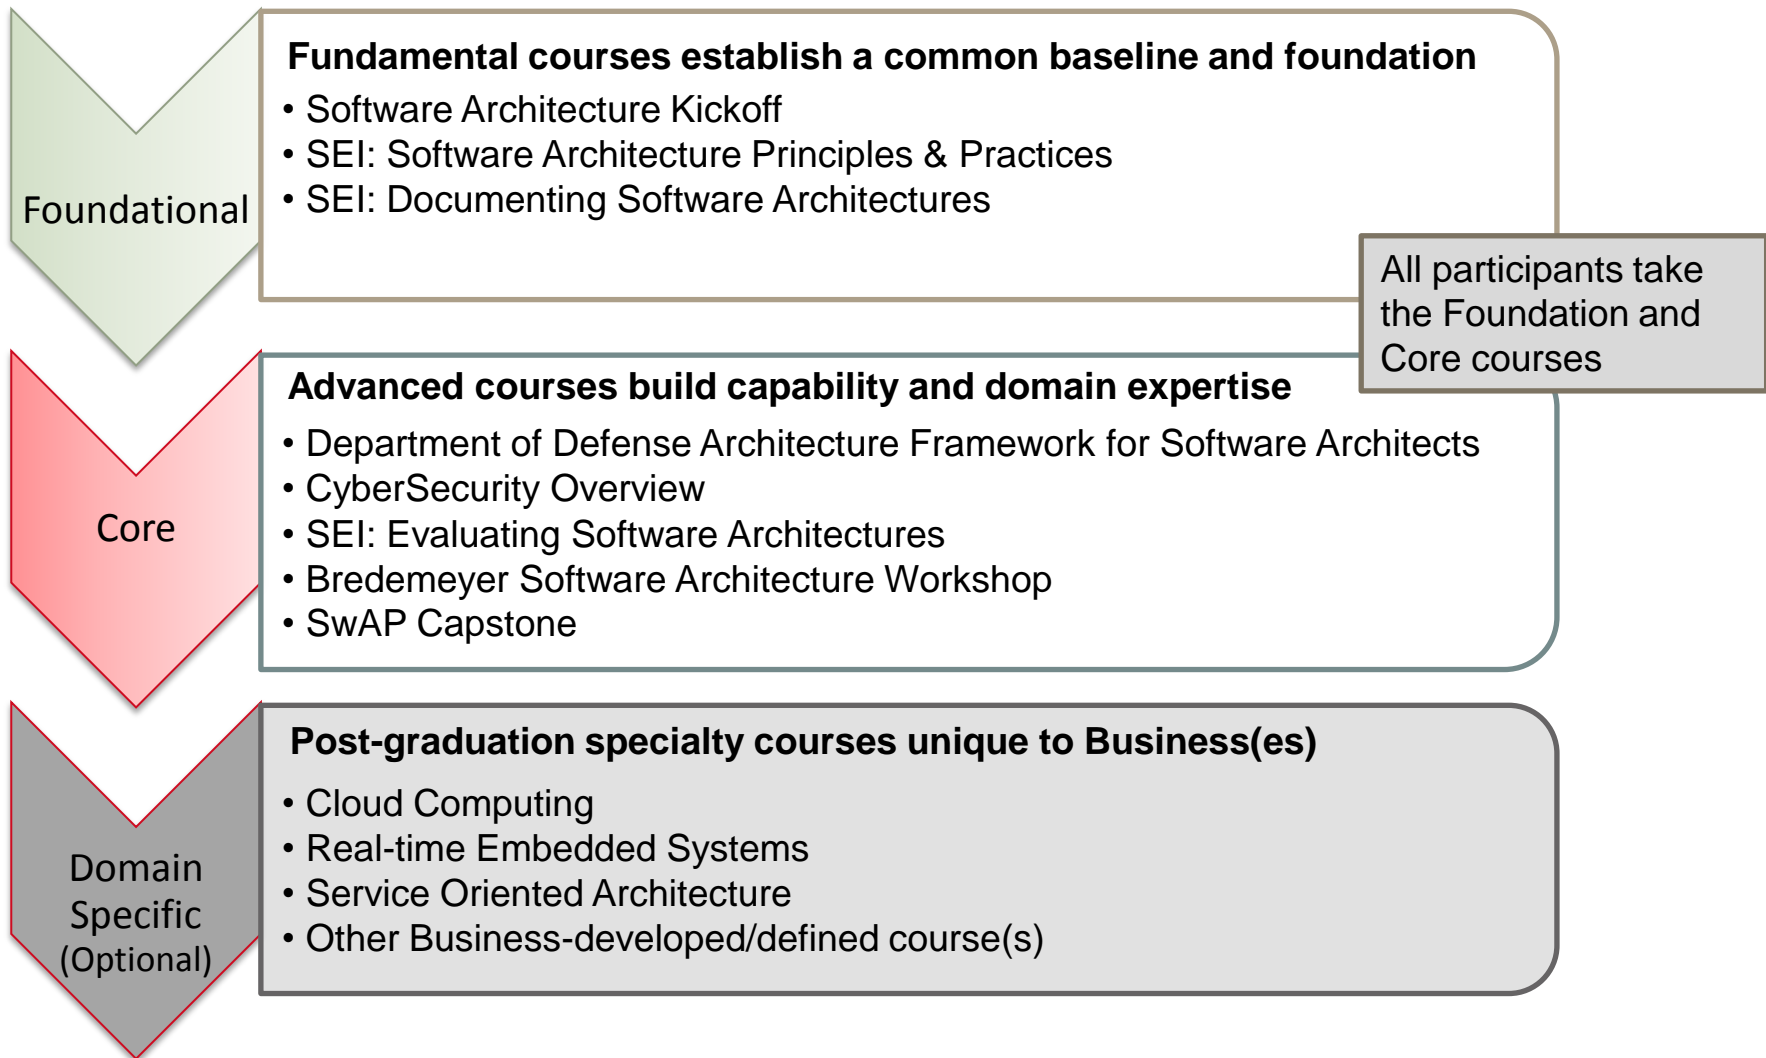 Fundamental courses establish a common baseline and foundation
• Software Architecture Kickoff
• SEI: Software Architecture Principles & Practices
• SEI: Documenting Software Architectures
Foundational
All participants take
the Foundation and
Core courses
Advanced courses build capability and domain expertise
• Department of Defense Architecture Framework for Software Architects
• CyberSecurity Overview
• SEI: Evaluating Software Architectures
• Bredemeyer Software Architecture Workshop
• SwAP Capstone
Core
Post-graduation specialty courses unique to Business(es)
• Cloud Computing
• Real-time Embedded Systems
• Service Oriented Architecture
• Other Business-developed/defined course(s)
Domain
Specific
(Optional)